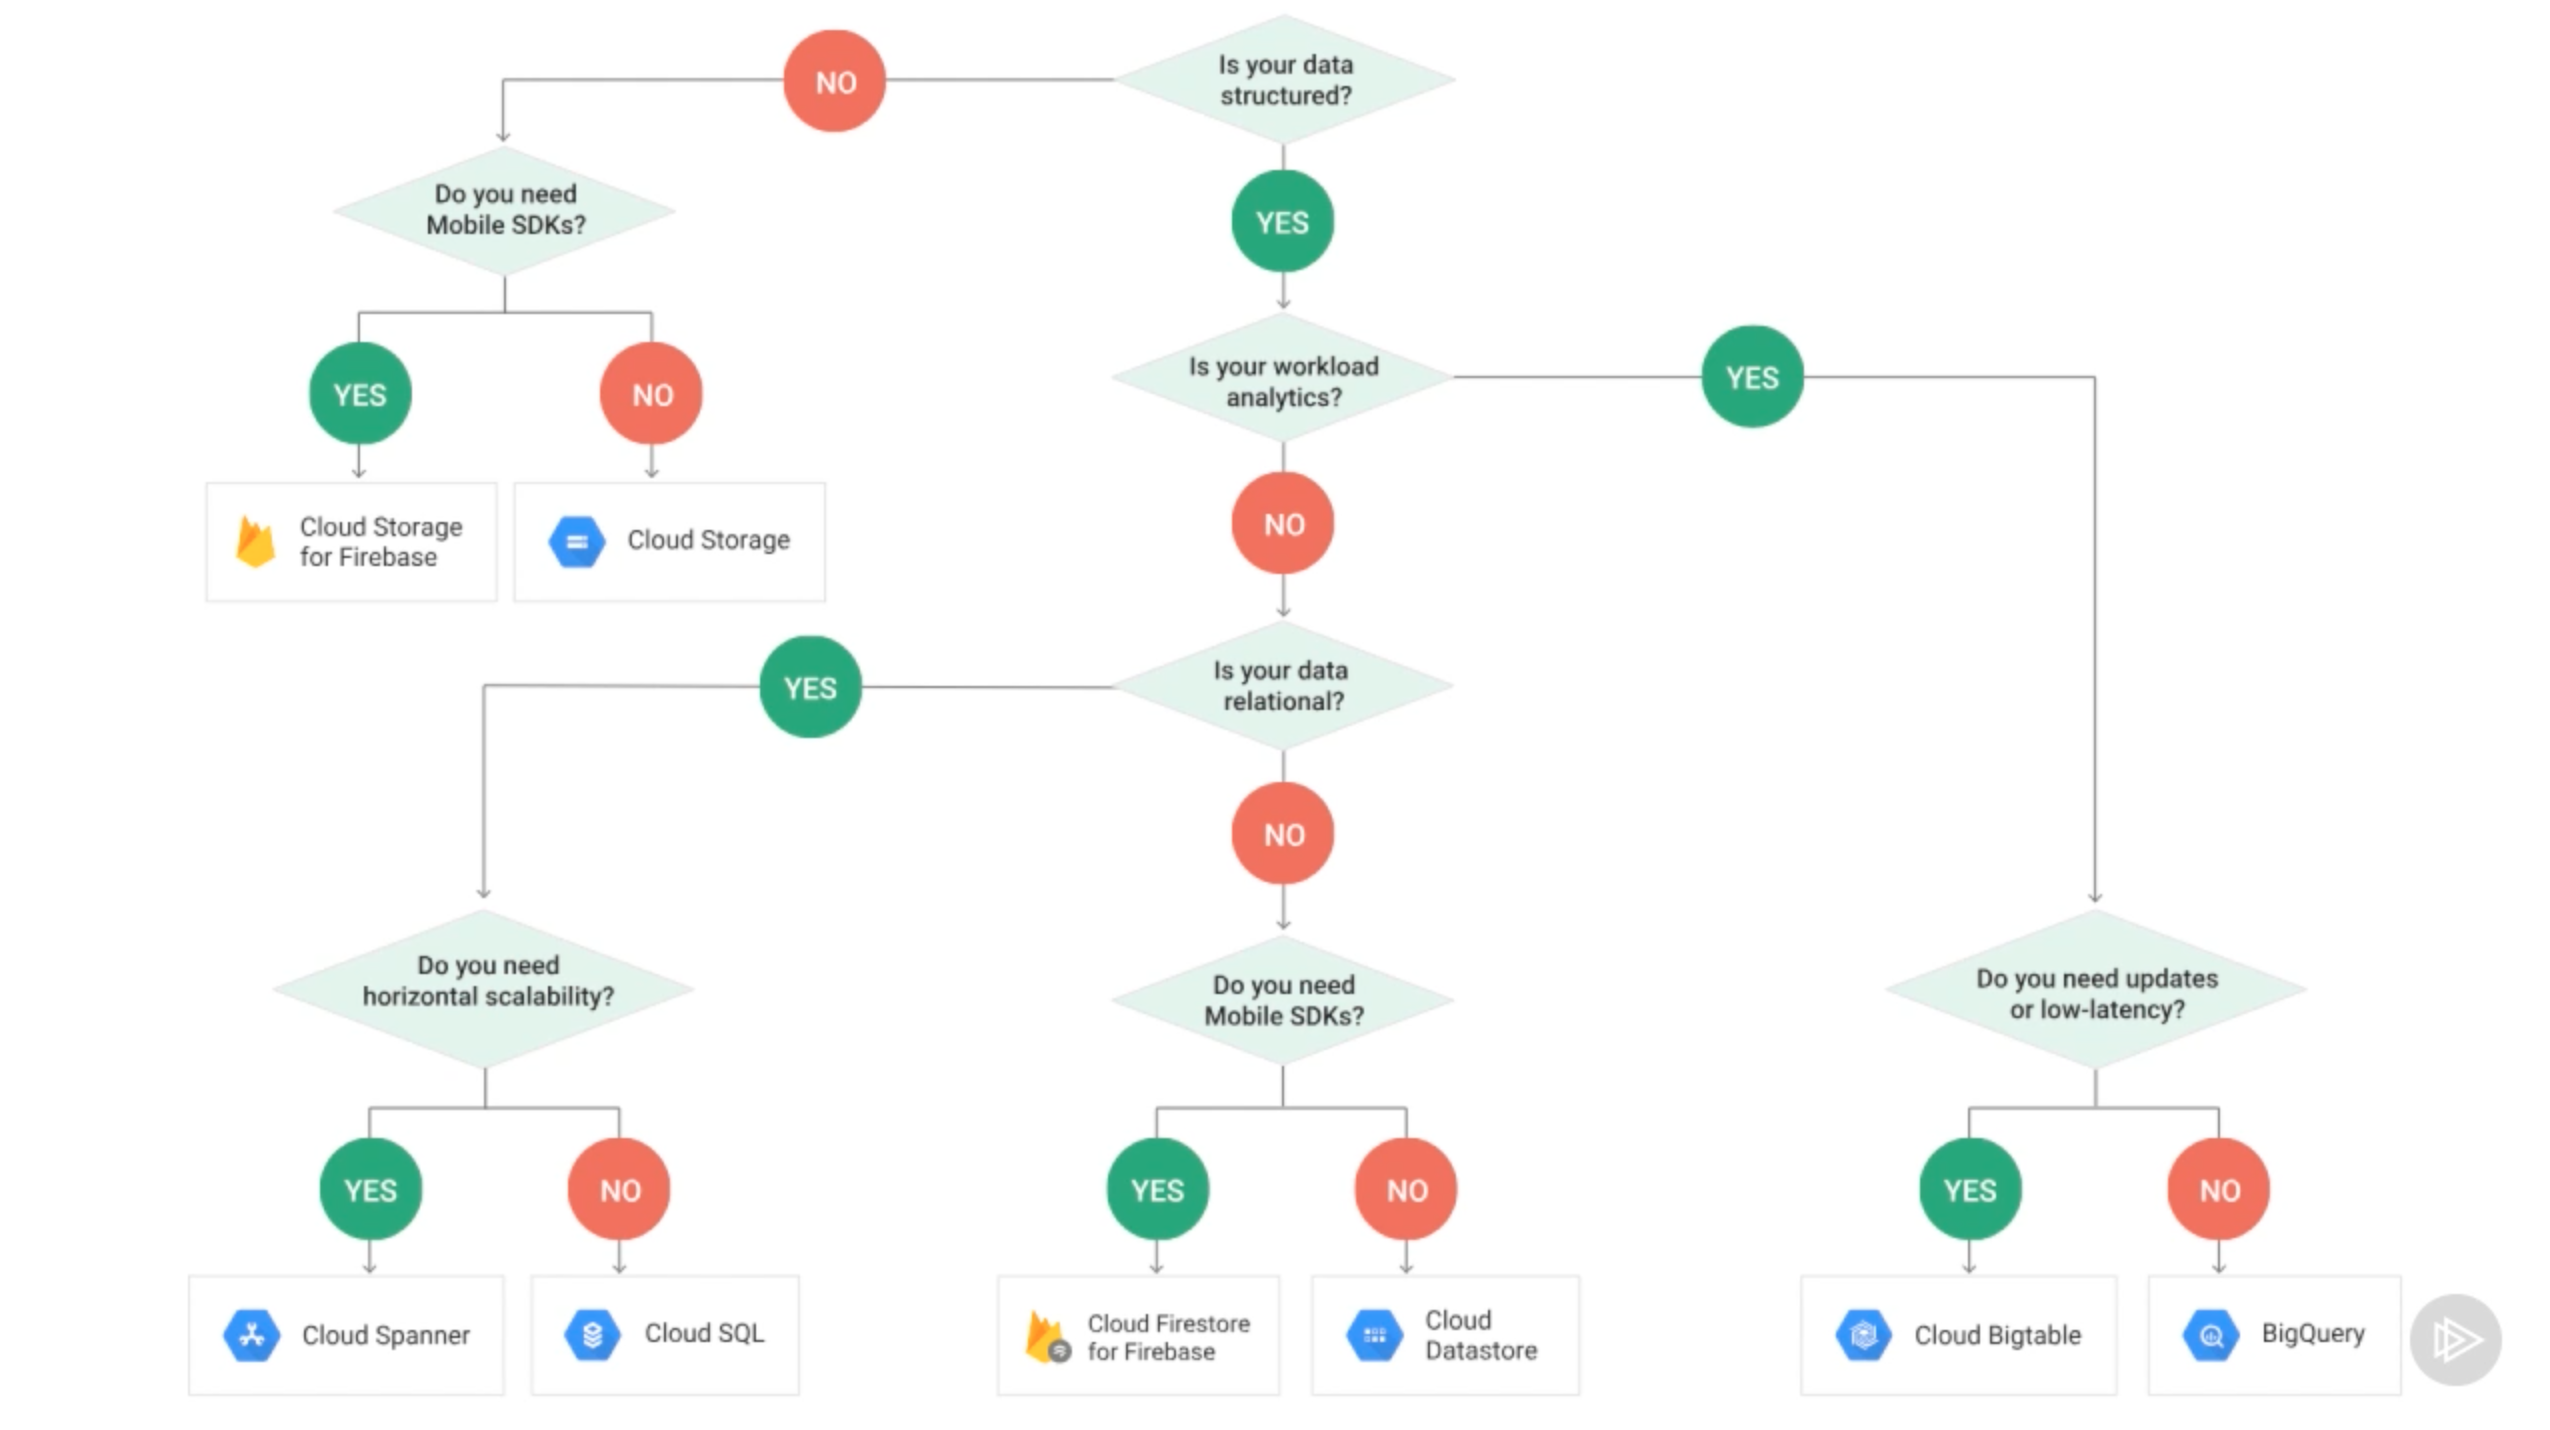 Is your data
structured?
NO
YES
Do you need
Mobile SDKs?
YES
NO
Cloud Storage
for Firebase
Cloud Storage
Is your workload
analytics?
YES
NO
Is your data
relational?
YES
NO
Do you need
horizontal scalability?
YES
NO
Cloud Spanner
Cloud SQL
Do you need
Mobile SDKs?
YES
NO
Cloud Firestore
for Firebase
Cloud
Datastore
Do you need updates
or low-latency?
YES
NO
Cloud Bigtable
BigQuery